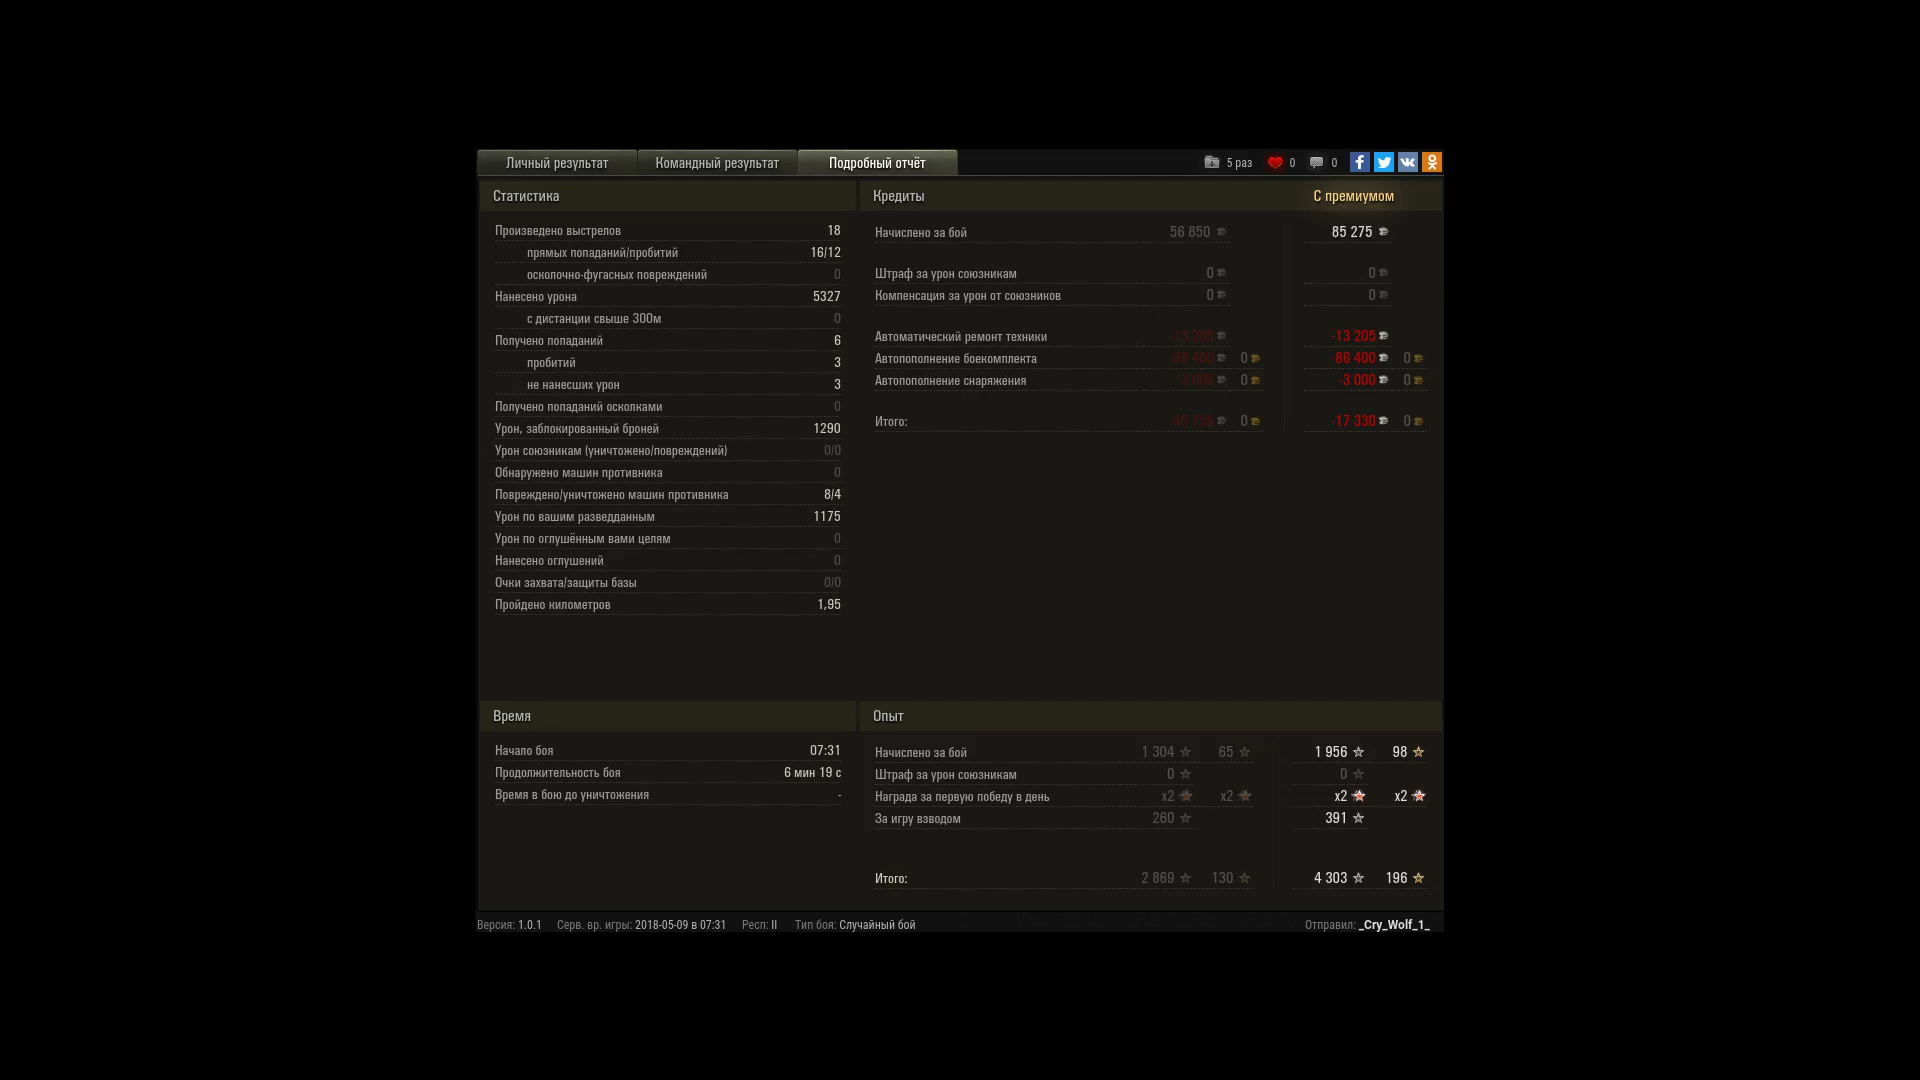 Личный результат Командный результат Подробный отчёт 5 раз 0 0
Статистика
Произведено выстрелов 18
прямых попаданий/пробитий 16/12
осколочно-фугасных повреждений 0
Нанесено урона 5327
с дистанции свыше 300м 0
Получено попаданий 6
пробитий 3
не нанесших урон 3
Получено попаданий осколками 0
Урон, заблокированный броней 1290
Урон союзникам (уничтожено/повреждений) 0/0
Обнаружено машин противника 0
Повреждено/уничтожено машин противника 8/4
Урон по вашим разведданным 1175
Урон по оглушённым вами целям 0
Нанесено оглушений 0
Очки захвата/защиты базы 0/0
Пройдено километров 1,95
Кредиты С премиумом
Начислено за бой 56 850 85 275
Штраф за урон союзникам 0 0
Компенсация за урон от союзников 0 0
Автоматический ремонт техники -13 205 -13 205
Автопополнение боекомплекта -86 400 0 -86 400 0
Автопополнение снаряжения -3 000 0 -3 000 0
Итого: 0 -17 330 0
Время
Начало боя 07:31
Продолжительность боя 6 мин 19 с
Время в бою до уничтожения -
Опыт
Начислено за бой 1 304 65 1 956 98
Штраф за урон союзникам 0 0
Награда за первую победу в день x2 x2 x2 x2
За игру взводом 260 391
Итого: 2 869 130 4 303 196
Версия: 1.0.1 Серв. вр. игры: 2018-05-09 в 07:31 Респ: II Тип боя: Случайный бой Отправил: _Cry_Wolf_1_